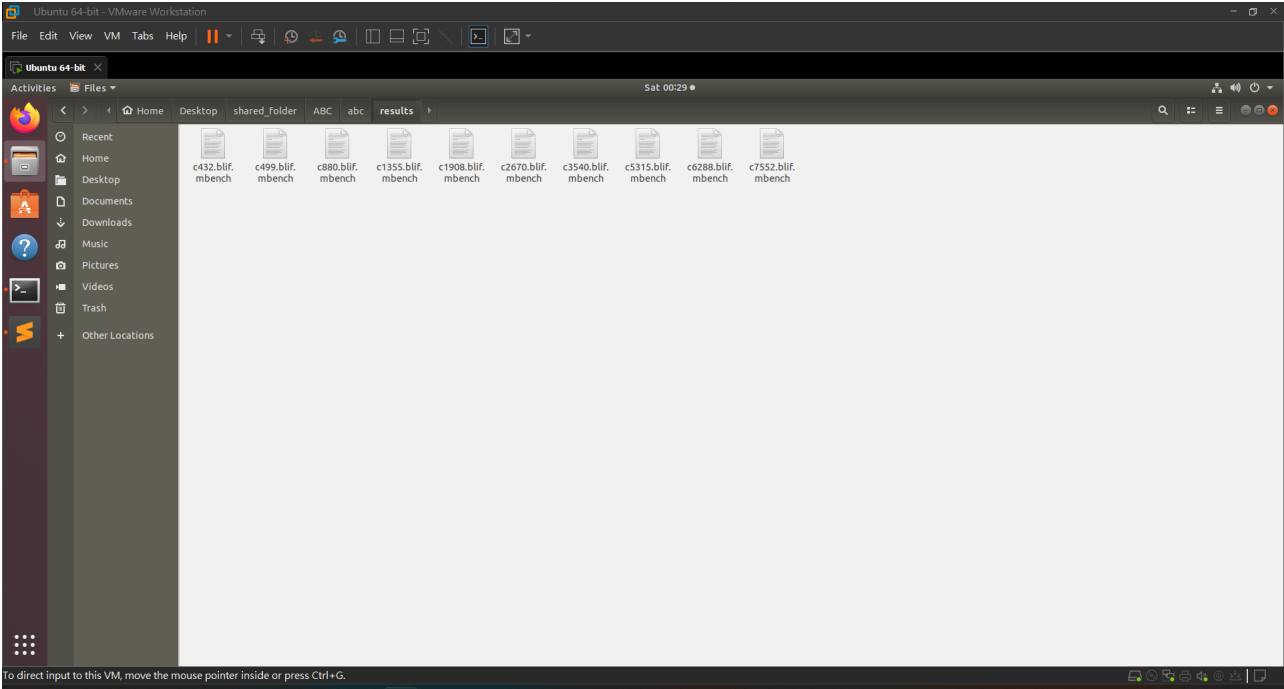 Ubuntu 64-bit - VMware Workstation
File Edit View VM Tabs Help
Ubuntu 64-bit
Activities Files Sat 00:29
Home Desktop shared_folder ABC abc results
Recent
Home
Desktop
Documents
Downloads
Music
Pictures
Videos
Trash
+ Other Locations
c432.blif. c499.blif. c880.blif. c1355.blif. c1908.blif. c2670.blif. c3540.blif. c5315.blif. c6288.blif. c7552.blif.
mbench mbench mbench mbench mbench mbench mbench mbench mbench mbench
To direct input to this VM, move the mouse pointer inside or press Ctrl+G.